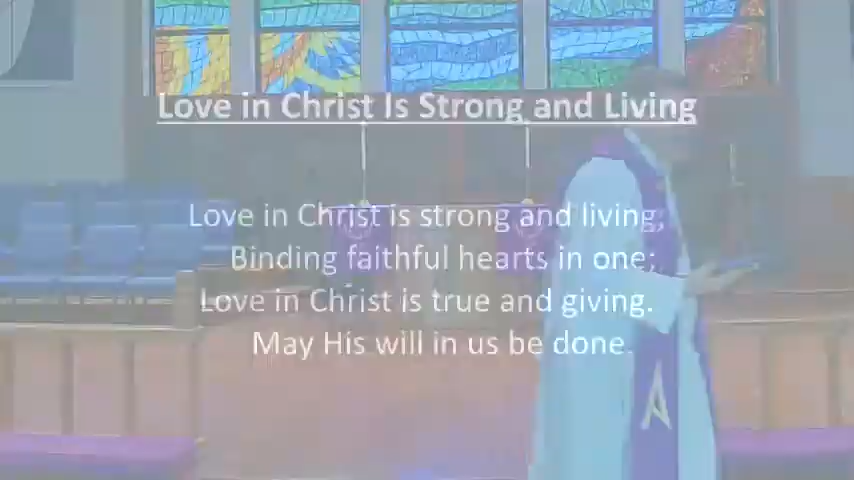 Love in Christ Is Strong and Living
Love in Christ is strong and living,
Binding faithful hearts in one;
Love in Christ is true and giving.
May His will in us be done.